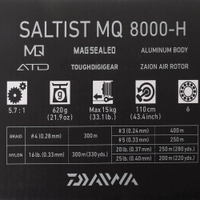 SALTIST MQ 8000-H
MQ MAGSEALED ALUMINUM BODY
ATD TOUGHDIGIGEAR ZAION AIR ROTOR
5.7 : 1 620g (21.9oz) Max 15kg (33.1lb.) 110cm (43.4inch) 6
BRAID #4 (0.28mm) 300m #3 (0.24mm) 400m
#5 (0.33mm) 250m
NYLON 16lb. (0.33mm) 300m(330yds.) 20lb. (0.37mm) 250m (280yds.)
25lb. (0.40mm) 200m (220yds.)
DAIWA